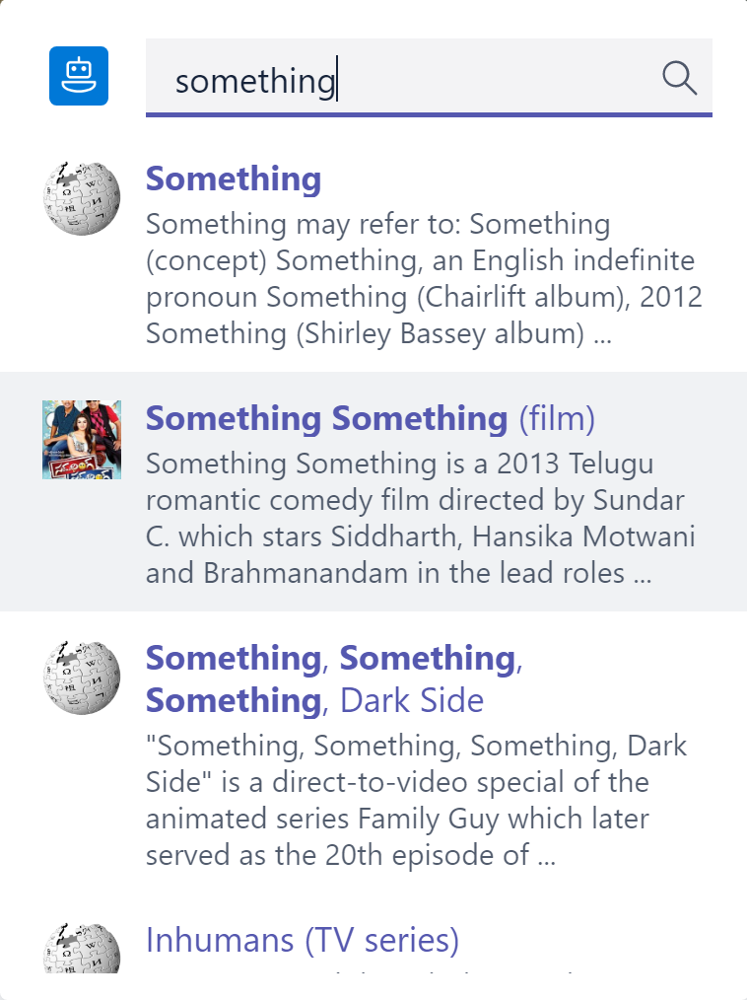 something
Something
Something may refer to: Something
(concept) Something, an English indefinite
pronoun Something (Chairlift album), 2012
Something (Shirley Bassey album) ...
Something Something (film)
Something Something is a 2013 Telugu
romantic comedy film directed by Sundar
C. which stars Siddharth, Hansika Motwani
and Brahmanandam in the lead roles ...
Something, Something,
Something, Dark Side
"Something, Something, Something, Dark
Side" is a direct-to-video special of the
animated series Family Guy which later
served as the 20th episode of ...
Inhumans (TV series)